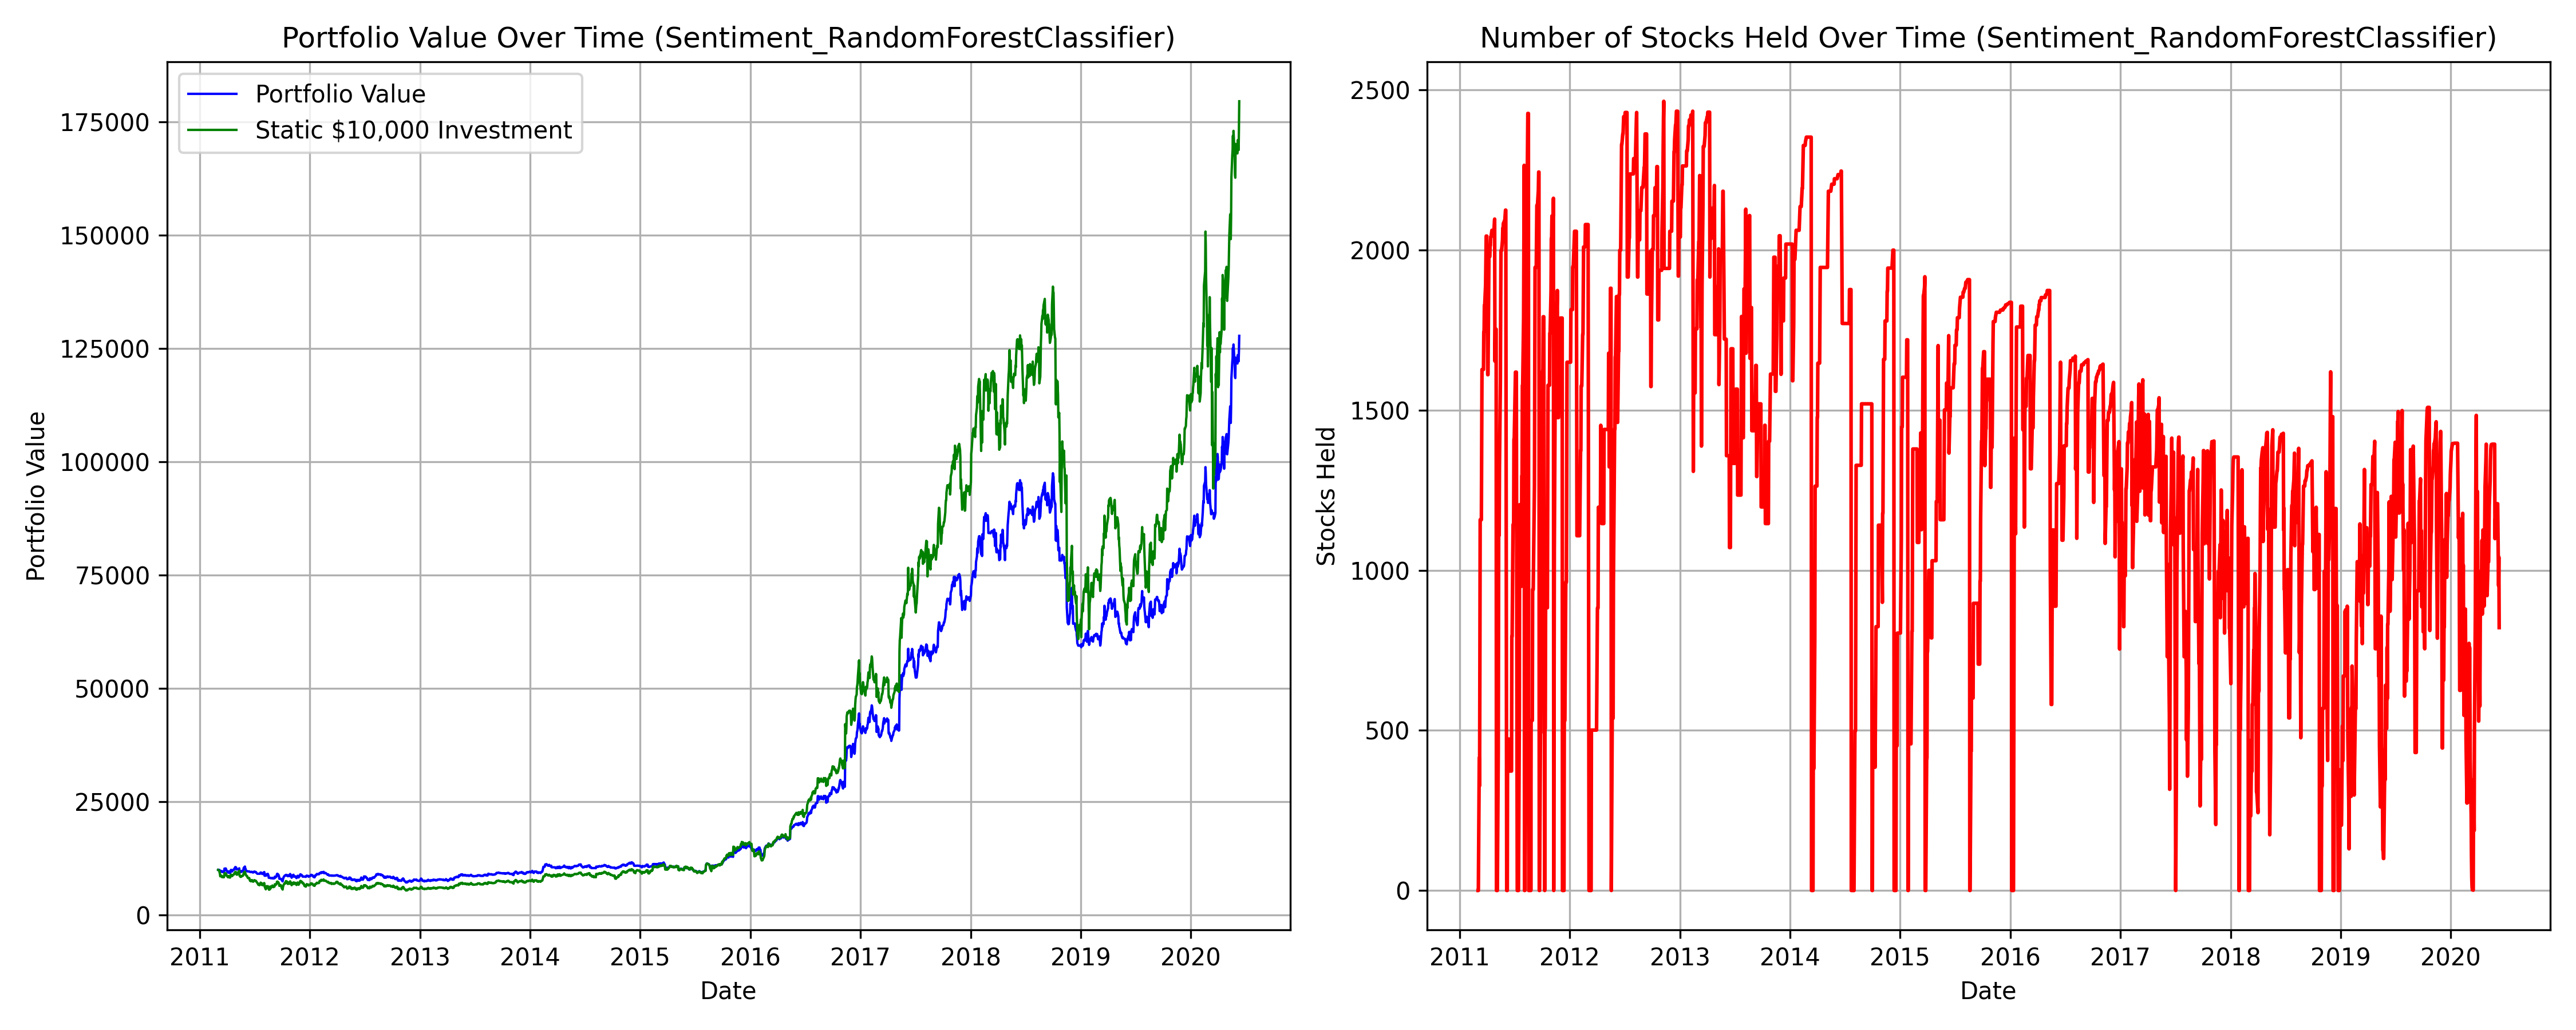 Portfolio Value Over Time (Sentiment_RandomForestClassifier)
Portfolio Value
Static $10,000 Investment
175000
150000
125000
100000
75000
50000
25000
0
Portfolio Value
2011 2012 2013 2014 2015 2016 2017 2018 2019 2020
Date
Number of Stocks Held Over Time (Sentiment_RandomForestClassifier)
2500
2000
1500
1000
500
0
Stocks Held
2011 2012 2013 2014 2015 2016 2017 2018 2019 2020
Date